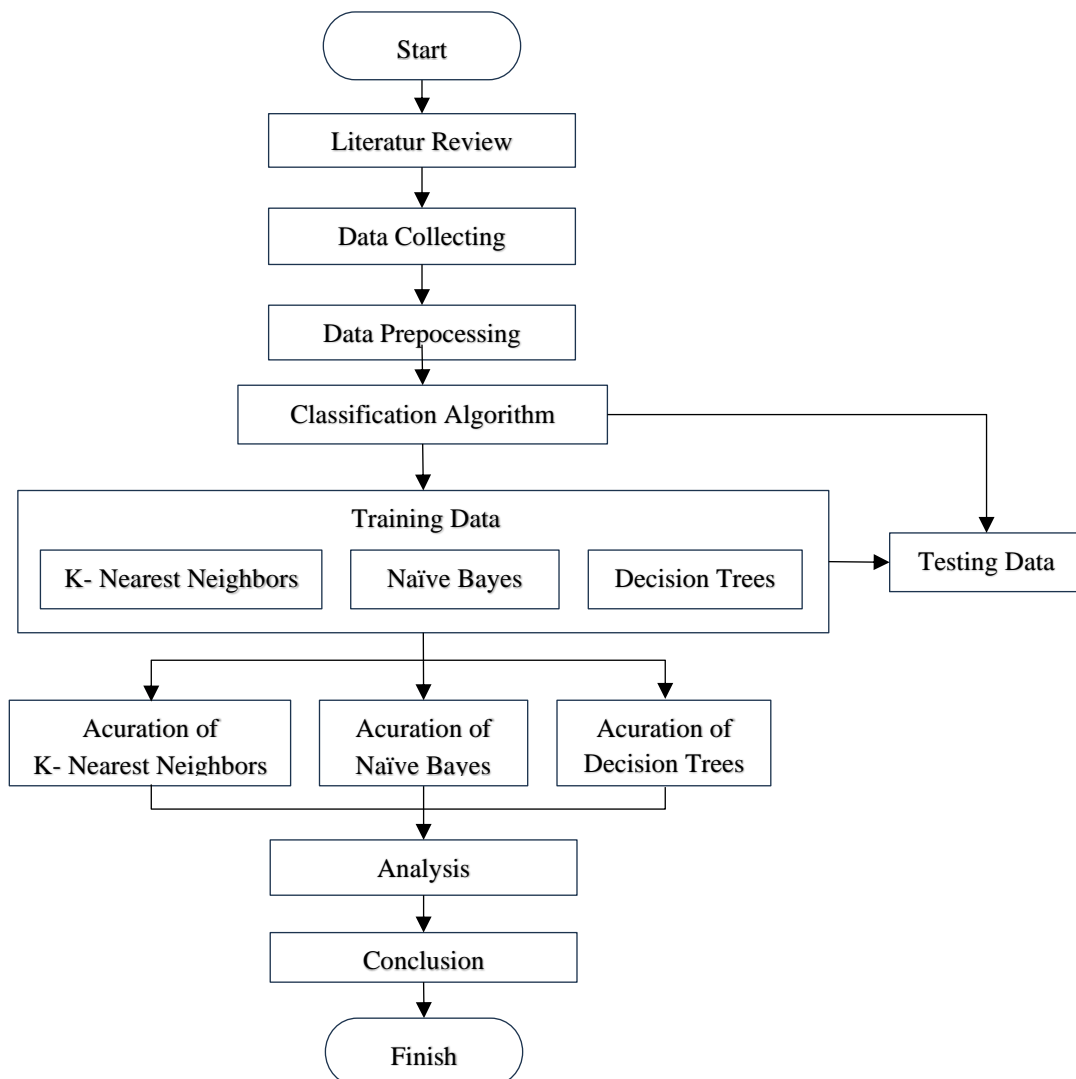 Start
Literatur Review
Data Collecting
Data Prepocessing
Classification Algorithm
Training Data
K- Nearest Neighbors
Naïve Bayes
Decision Trees
Testing Data
Acuration of
K- Nearest Neighbors
Acuration of
Naïve Bayes
Acuration of
Decision Trees
Analysis
Conclusion
Finish